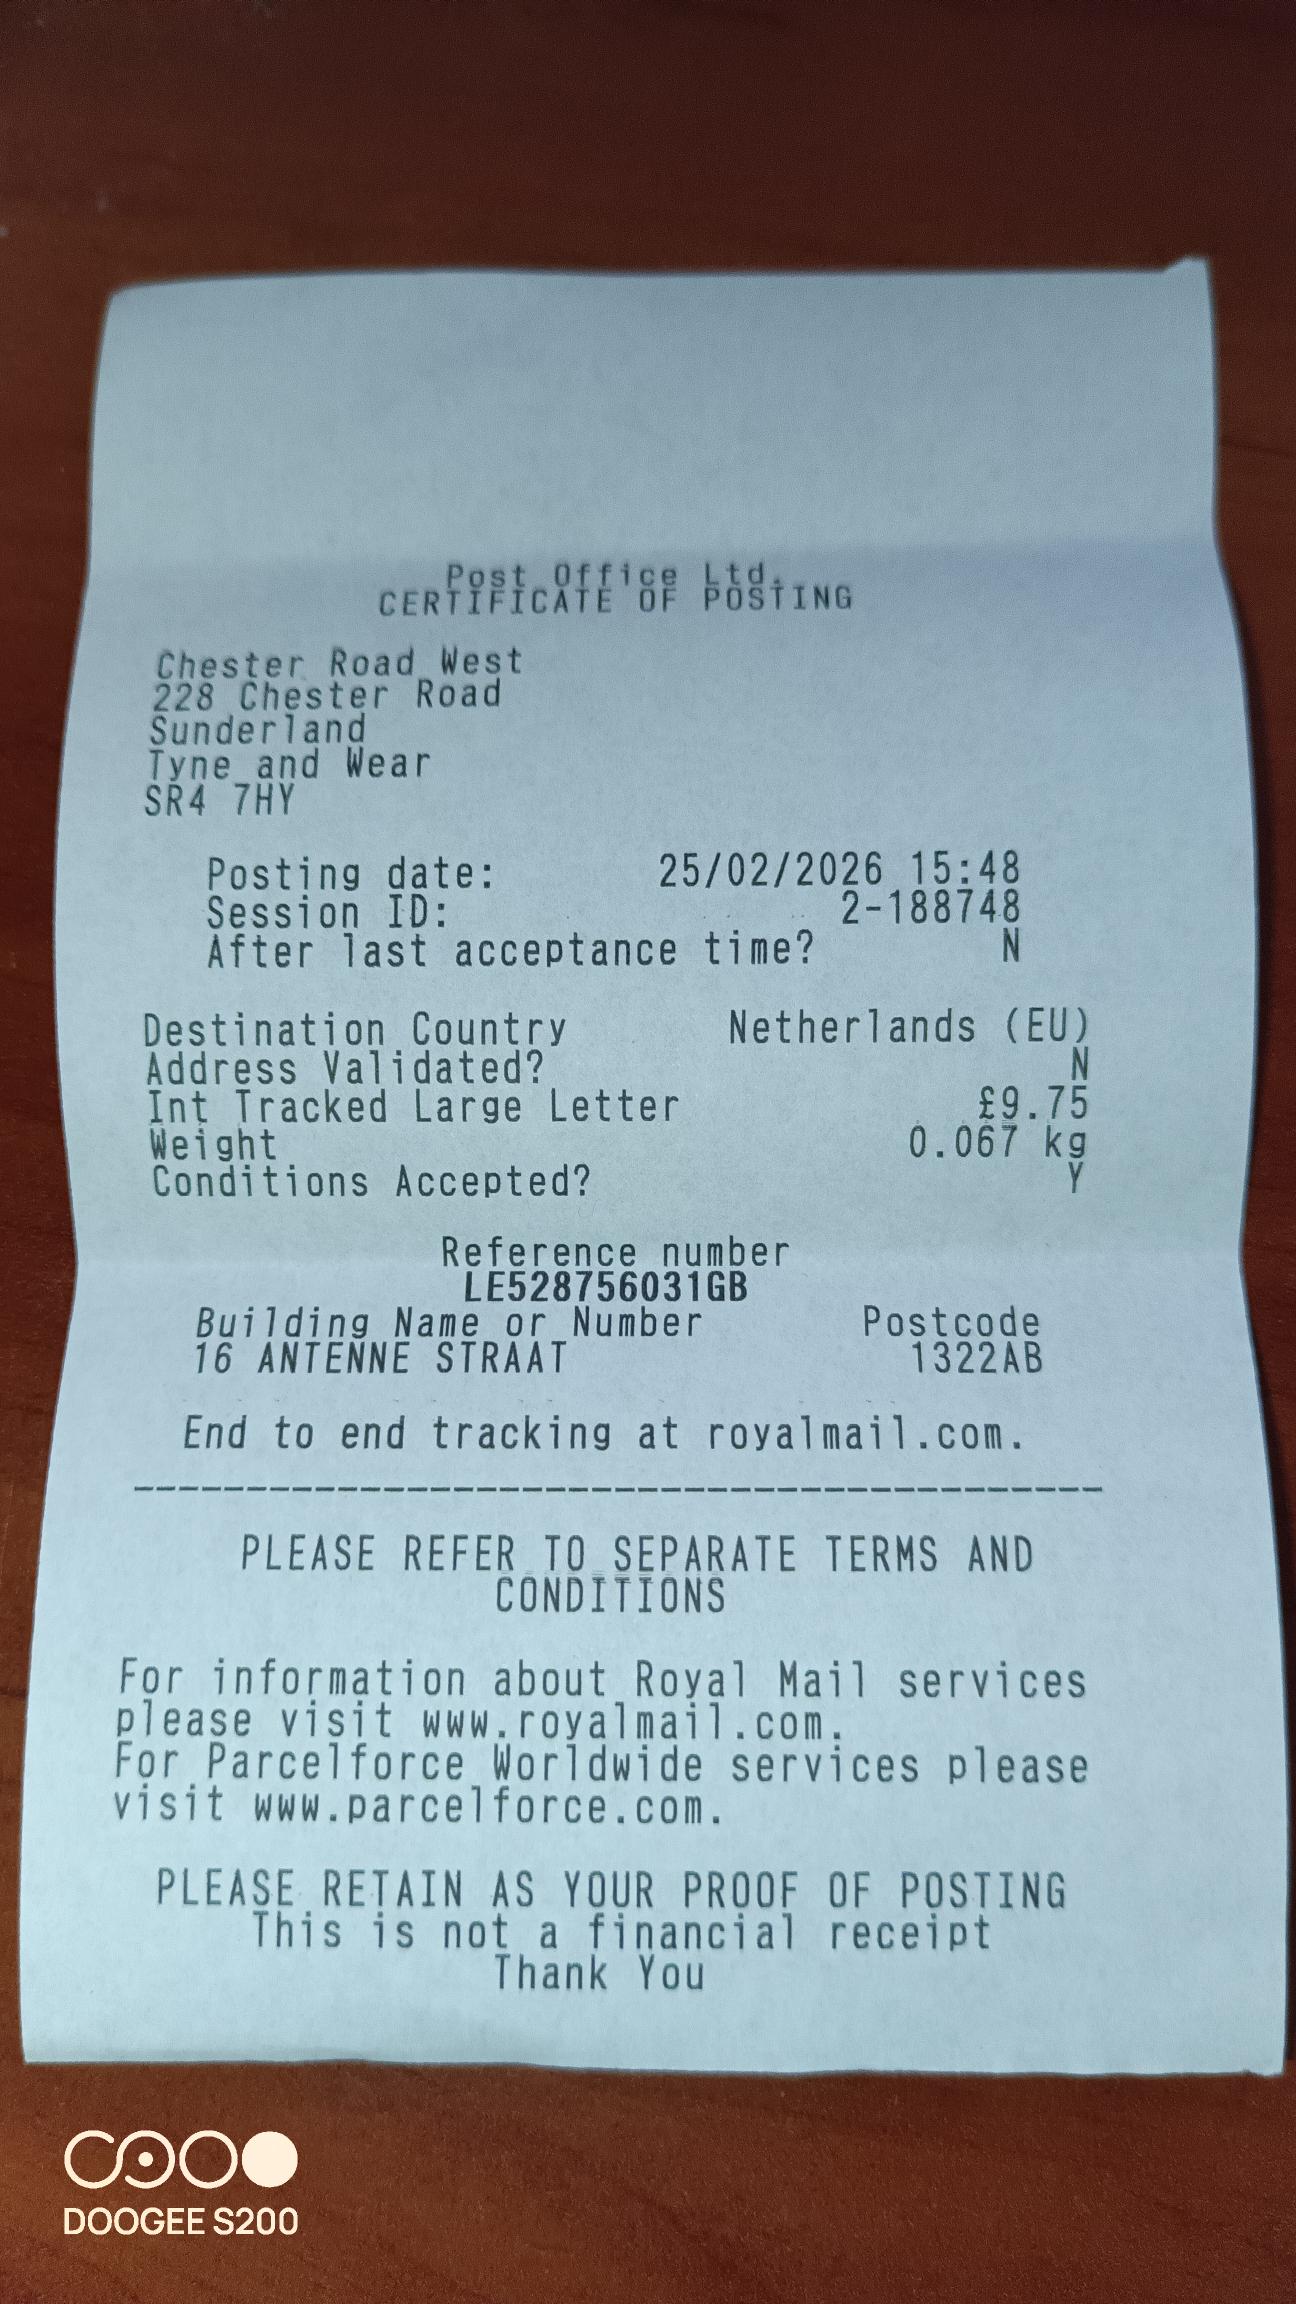 Post Office Ltd.
CERTIFICATE OF POSTING
Chester Road West
228 Chester Road
Sunderland
Tyne and Wear
SR4 7HY
Posting date: 25/02/2026 15:48
Session ID: 2-188748
After last acceptance time? N
Destination Country Netherlands (EU)
Address Validated? N
Int Tracked Large Letter £9.75
Weight 0.067 kg
Conditions Accepted? Y
Reference number
LE528756031GB
Building Name or Number Postcode
16 ANTENNE STRAAT 1322AB
End to end tracking at royalmail.com.
PLEASE REFER TO SEPARATE TERMS AND
CONDITIONS
For information about Royal Mail services
please visit www.royalmail.com.
For Parcelforce Worldwide services please
visit www.parcelforce.com.
PLEASE RETAIN AS YOUR PROOF OF POSTING
This is not a financial receipt
Thank You
DOOGEE S200